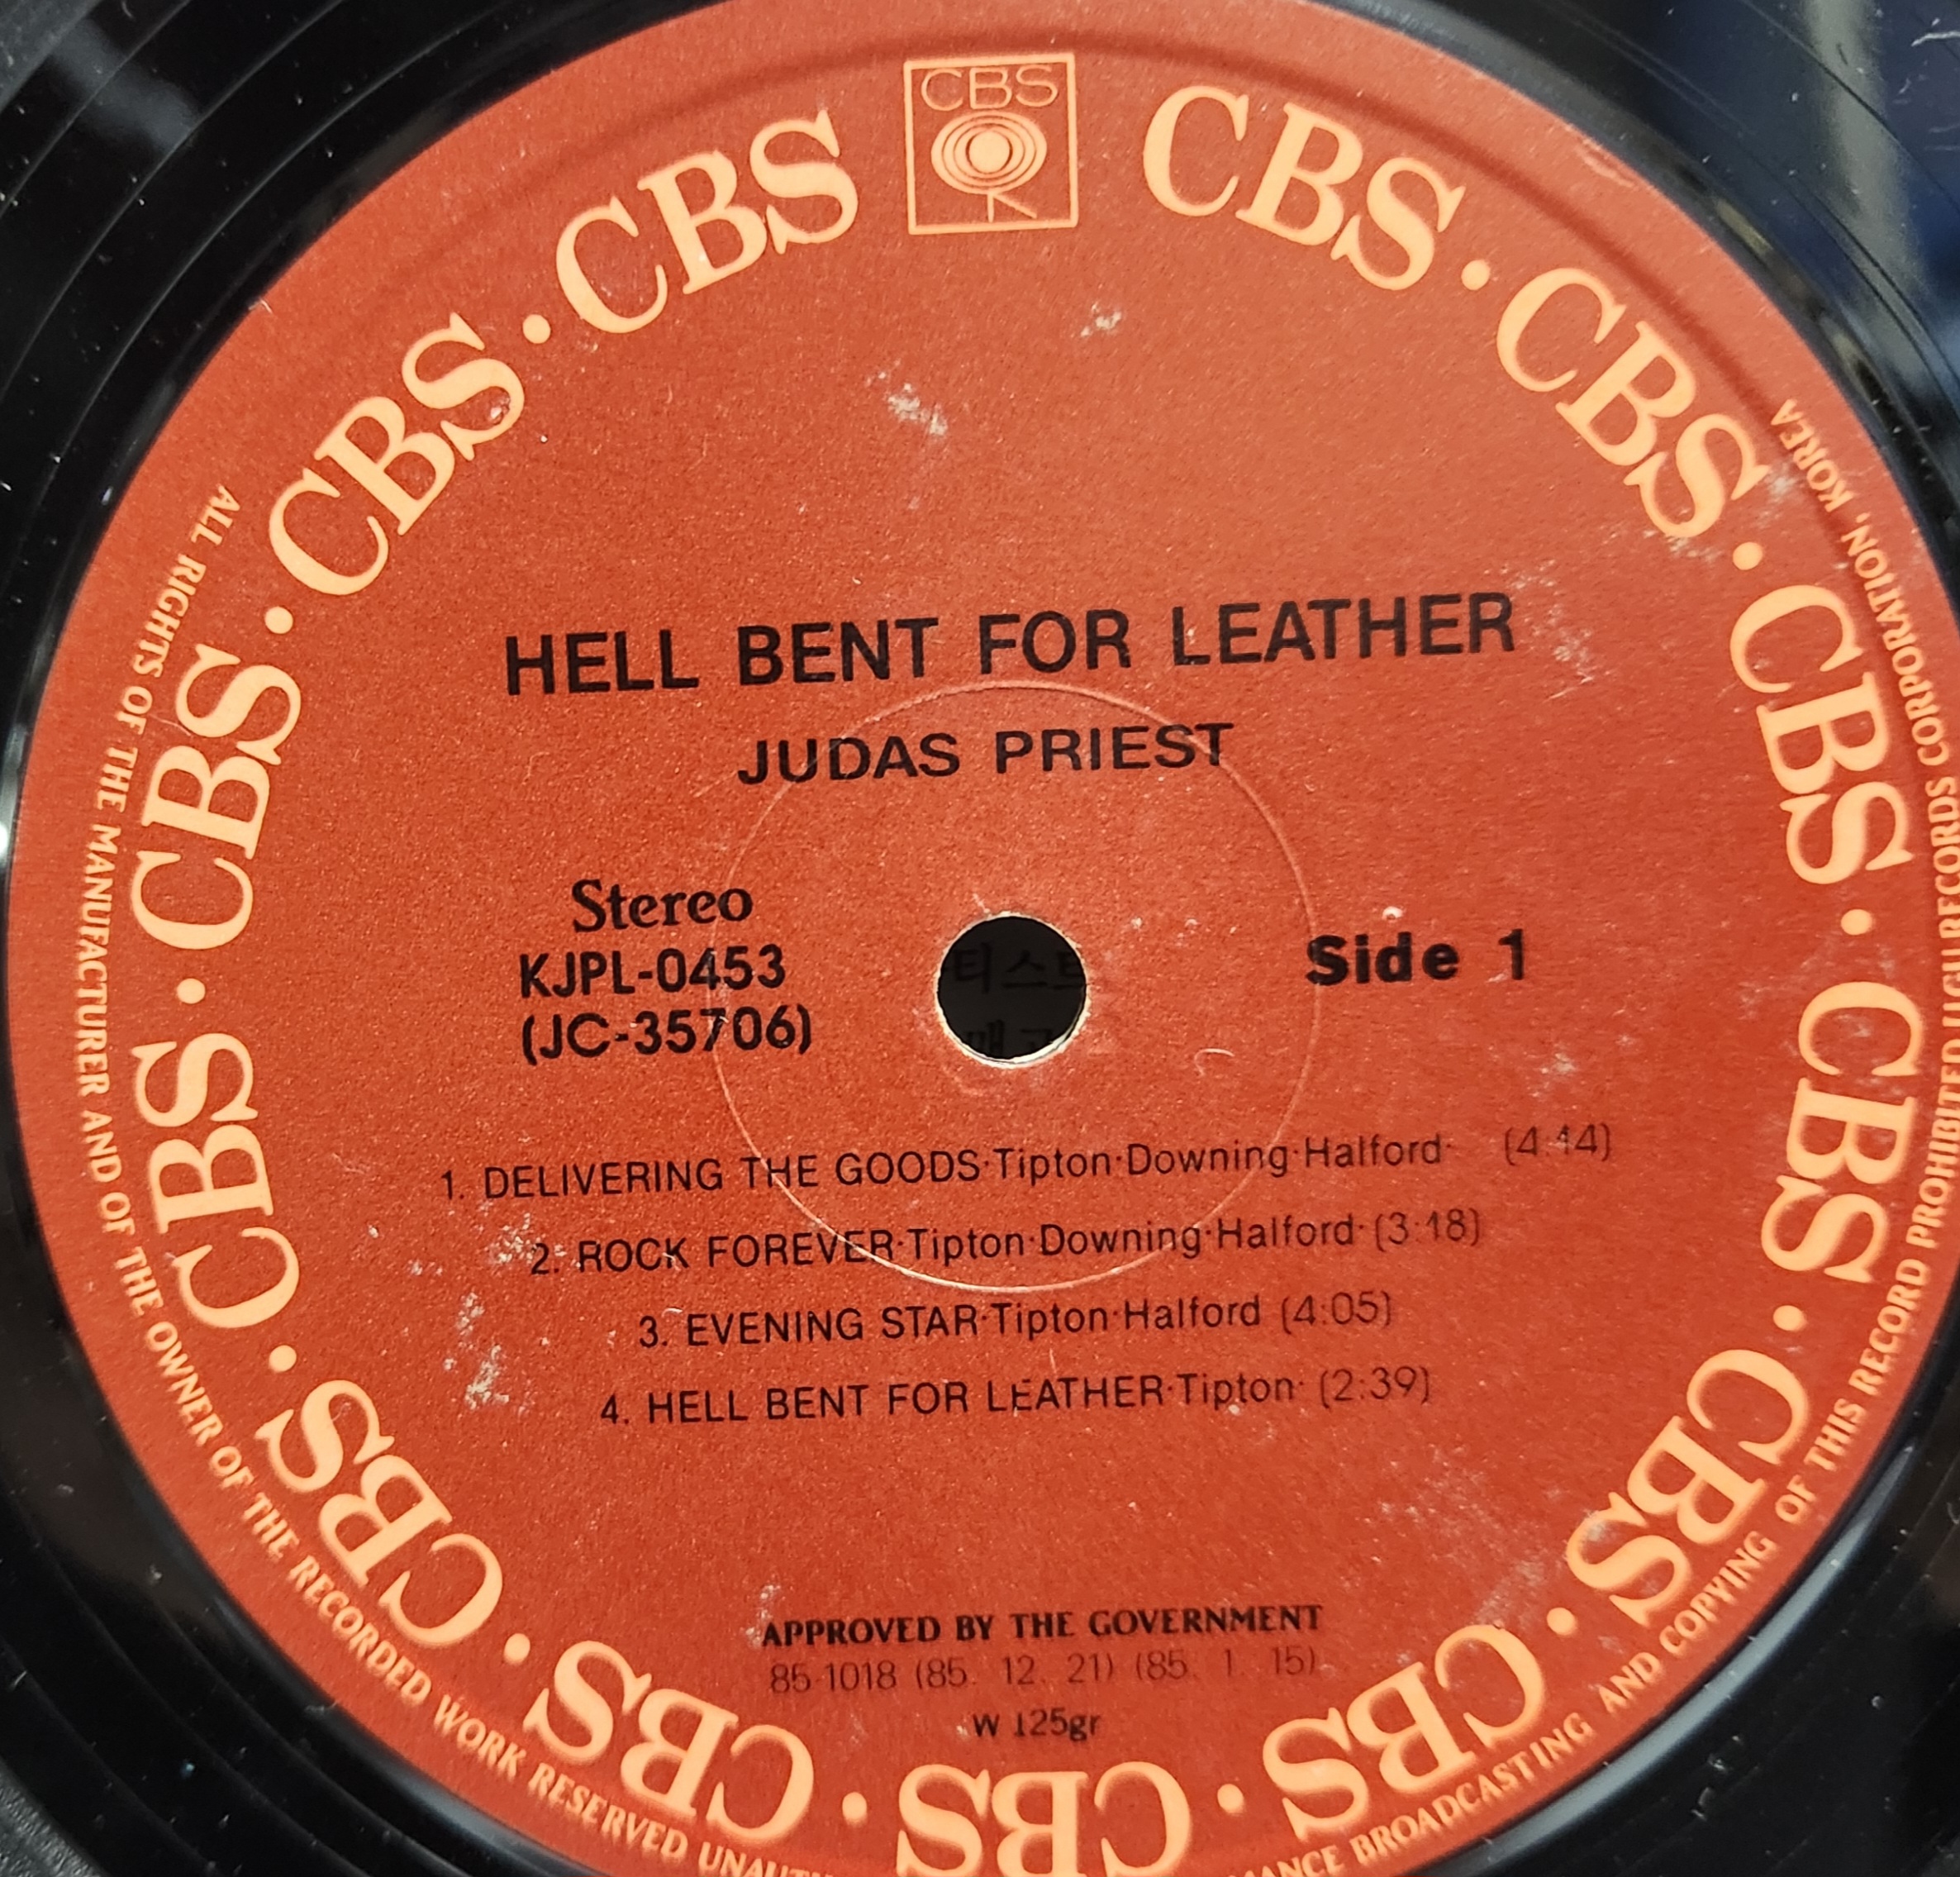 CBS
CBS · CBS · CBS · CBS · CBS · CBS · CBS · CBS · CBS · CBS · CBS · CBS · CBS · CBS
HELL BENT FOR LEATHER
JUDAS PRIEST
Stereo
KJPL-0453
(JC-35706)
Side 1
티스트
1. DELIVERING THE GOODS·Tipton·Downing·Halford· (4:14)
2. ROCK FOREVER·Tipton·Downing·Halford· (3:18)
3. EVENING STAR·Tipton·Halford (4:05)
4. HELL BENT FOR LEATHER·Tipton· (2:39)
APPROVED BY THE GOVERNMENT
85-1018 (85. 12. 21) (85. 1. 15)
W 125gr
ALL RIGHTS OF THE MANUFACTURER AND OF THE OWNER OF THE RECORDED WORK RESERVED
BROADCASTING AND COPYING OF THIS RECORD PROHIBITED RECORDS CORPORATION, KOREA